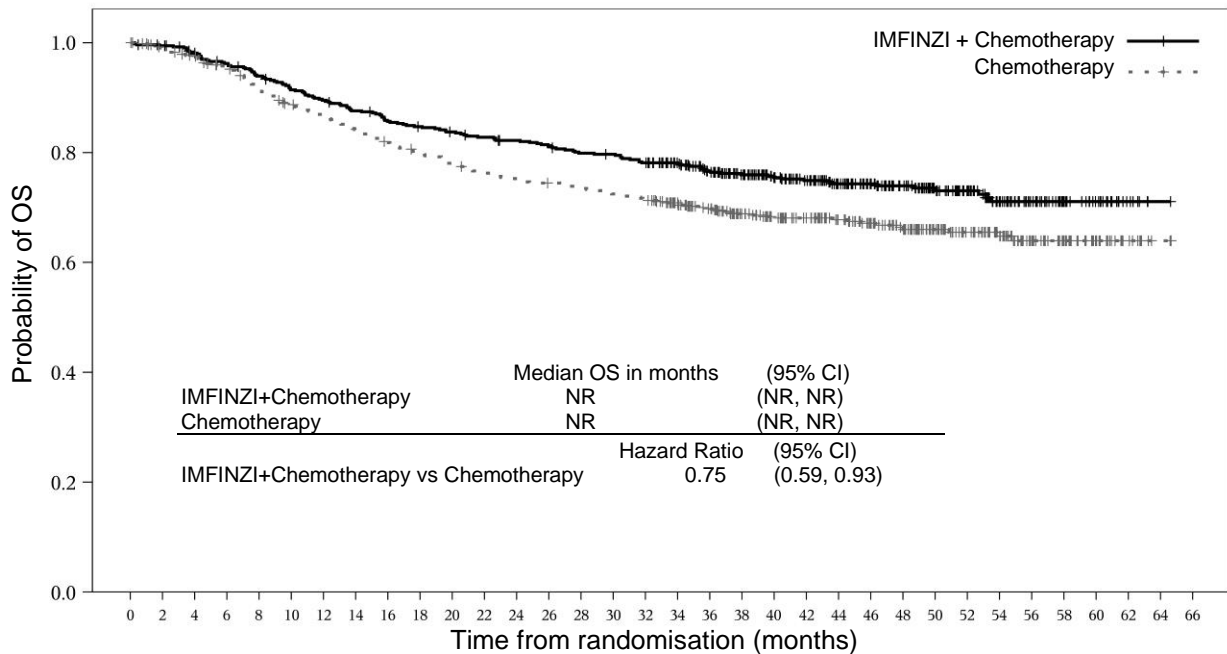 IMFINZI + Chemotherapy
Chemotherapy
Probability of OS
1.0
0.8
0.6
0.4
0.2
0.0
Median OS in months (95% CI)
IMFINZI+Chemotherapy NR (NR, NR)
Chemotherapy NR (NR, NR)
Hazard Ratio (95% CI)
IMFINZI+Chemotherapy vs Chemotherapy 0.75 (0.59, 0.93)
0 2 4 6 8 10 12 14 16 18 20 22 24 26 28 30 32 34 36 38 40 42 44 46 48 50 52 54 56 58 60 62 64 66
Time from randomisation (months)